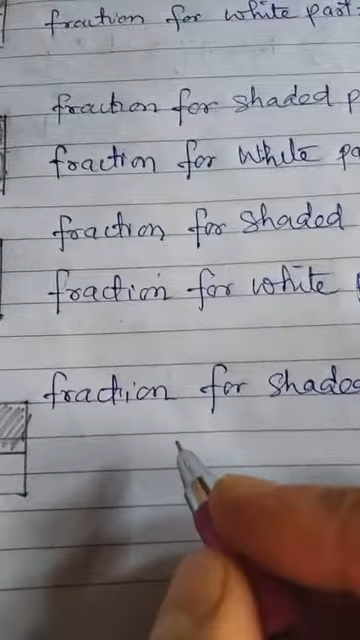 fraction for white part
fraction for shaded p
fraction for White pa
fraction for shaded
fraction for white
fraction for shaded